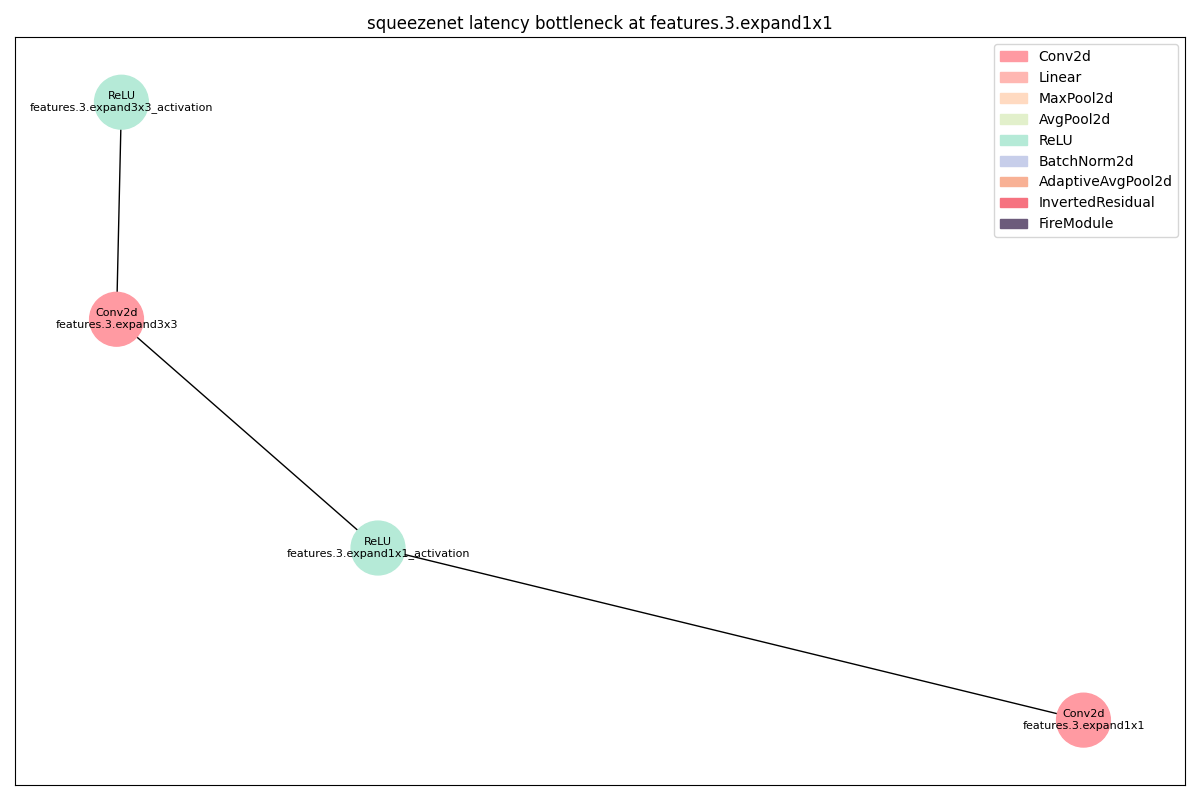 squeezenet latency bottleneck at features.3.expand1x1
Conv2d
Linear
MaxPool2d
AvgPool2d
ReLU
BatchNorm2d
AdaptiveAvgPool2d
InvertedResidual
FireModule
ReLU
features.3.expand3x3_activation
Conv2d
features.3.expand3x3
ReLU
features.3.expand1x1_activation
Conv2d
features.3.expand1x1